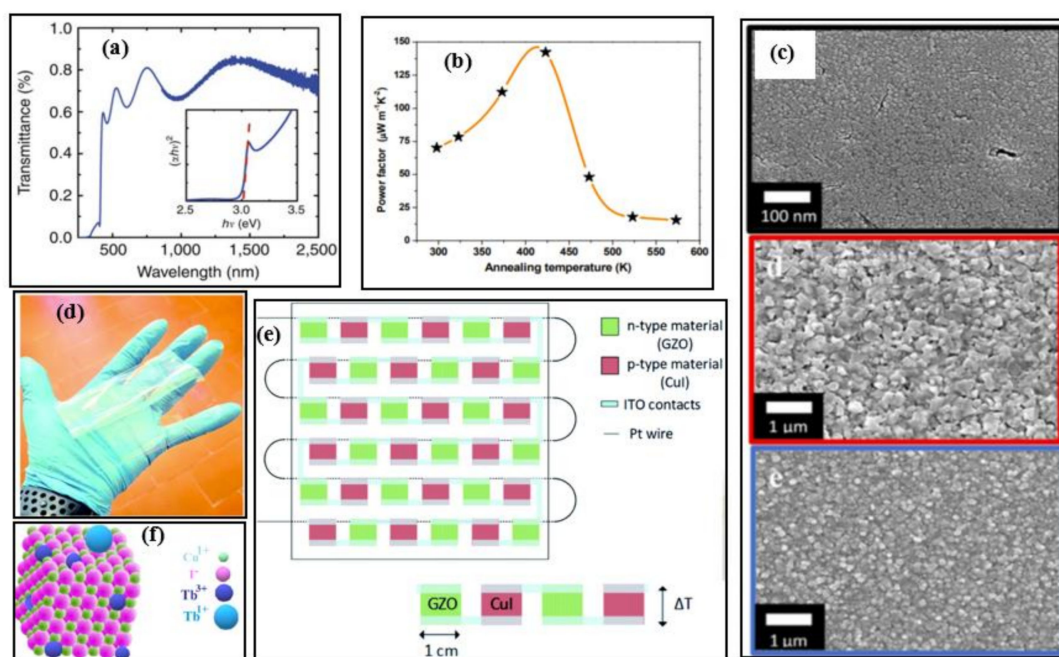 (a)
Transmittance (%)
1.0
0.8
0.6
0.4
0.2
0.0
500
1,000
1,500
2,000
2,500
Wavelength (nm)
(αhν)²
2.5
3.0
3.5
hν (eV)
(b)
Power factor (μW m⁻¹K⁻²)
150
125
100
75
50
25
0
300
350
400
450
500
550
600
Annealing temperature (K)
(c)
100 nm
d
1 μm
e
1 μm
(d)
(e)
n-type material
(GZO)
p-type material
(CuI)
ITO contacts
Pt wire
GZO
CuI
ΔT
1 cm
(f)
Cu¹⁺
I⁻
Tb³⁺
Tb¹⁺